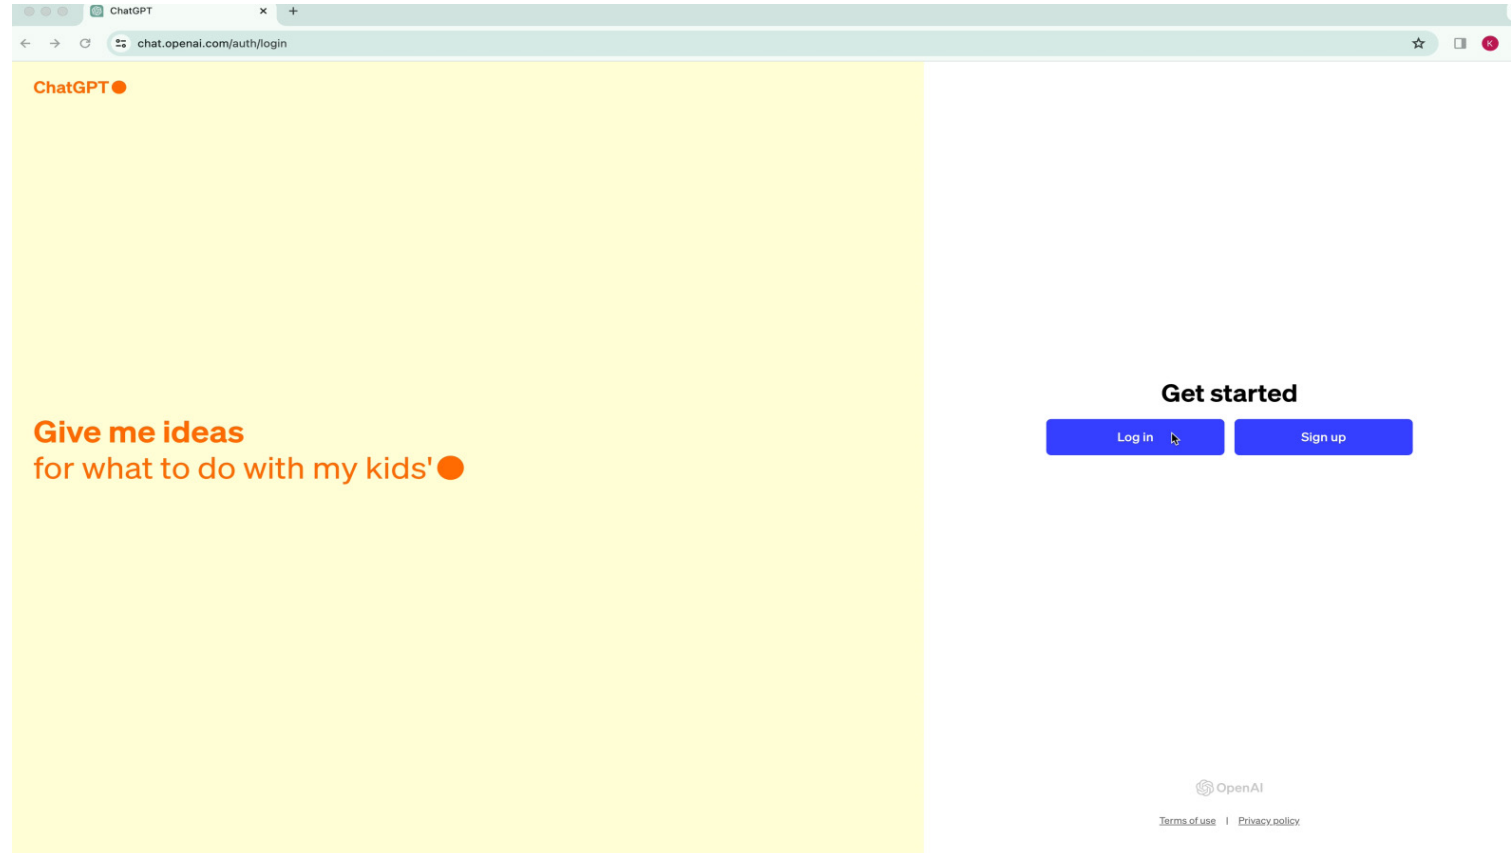 ChatGPT
chat.openai.com/auth/login
K
ChatGPT
Give me ideas
for what to do with my kids'
Get started
Log in
Sign up
OpenAI
Terms of use | Privacy policy